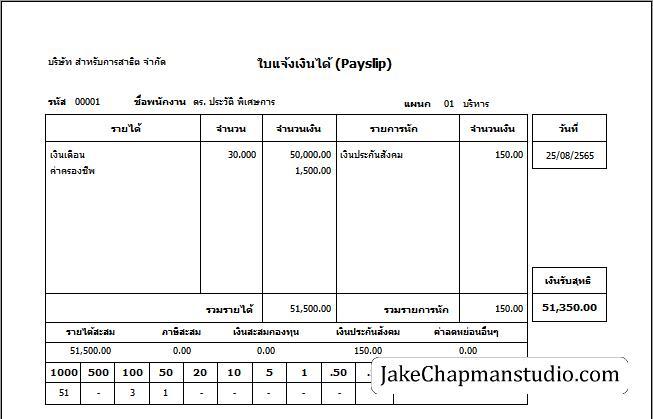 บริษัท สำหรับการสาธิต จำกัด ใบแจ้งเงินได้ (Payslip)
รหัส 00001 ชื่อพนักงาน ดร. ประวัติ พิเศษการ แผนก 01 บริหาร
รายได้ จำนวน จำนวนเงิน รายการหัก จำนวนเงิน วันที่
เงินเดือน 30.000 50,000.00 เงินประกันสังคม 150.00 25/08/2565
ค่าครองชีพ 1,500.00
เงินรับสุทธิ
รวมรายได้ 51,500.00 รวมรายการหัก 150.00 51,350.00
รายได้สะสม ภาษีสะสม เงินสะสมกองทุน เงินประกันสังคม ค่าลดหย่อนอื่นๆ
51,500.00 0.00 0.00 150.00 0.00
1000 500 100 50 20 10 5 1 .50
51 - 3 1 - - - - -
JakeChapmanstudio.com